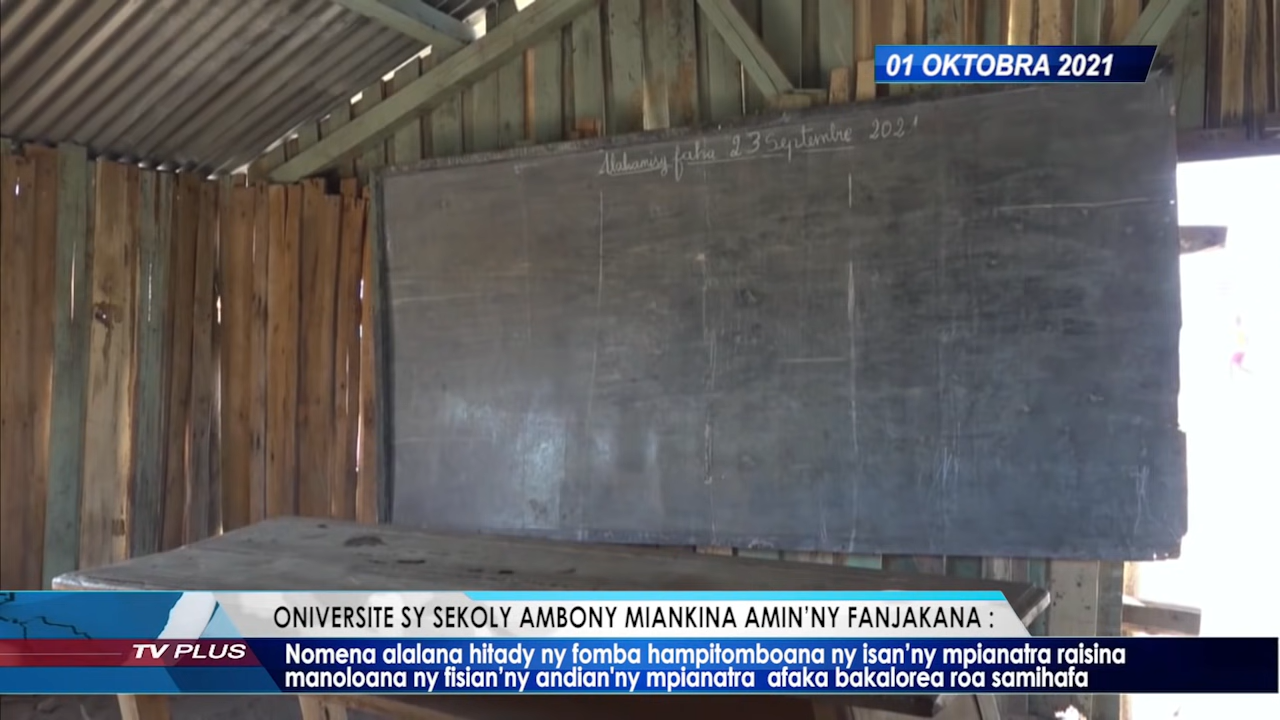 01 OKTOBRA 2021
Alakamisy faha 23 Septembre 2021
ONIVERSITE SY SEKOLY AMBONY MIANKINA AMIN'NY FANJAKANA :
TV PLUS
Nomena alalana hitady ny fomba hampitomboana ny isan'ny mpianatra raisina
manoloana ny fisian'ny andian'ny mpianatra afaka bakalorea roa samihafa